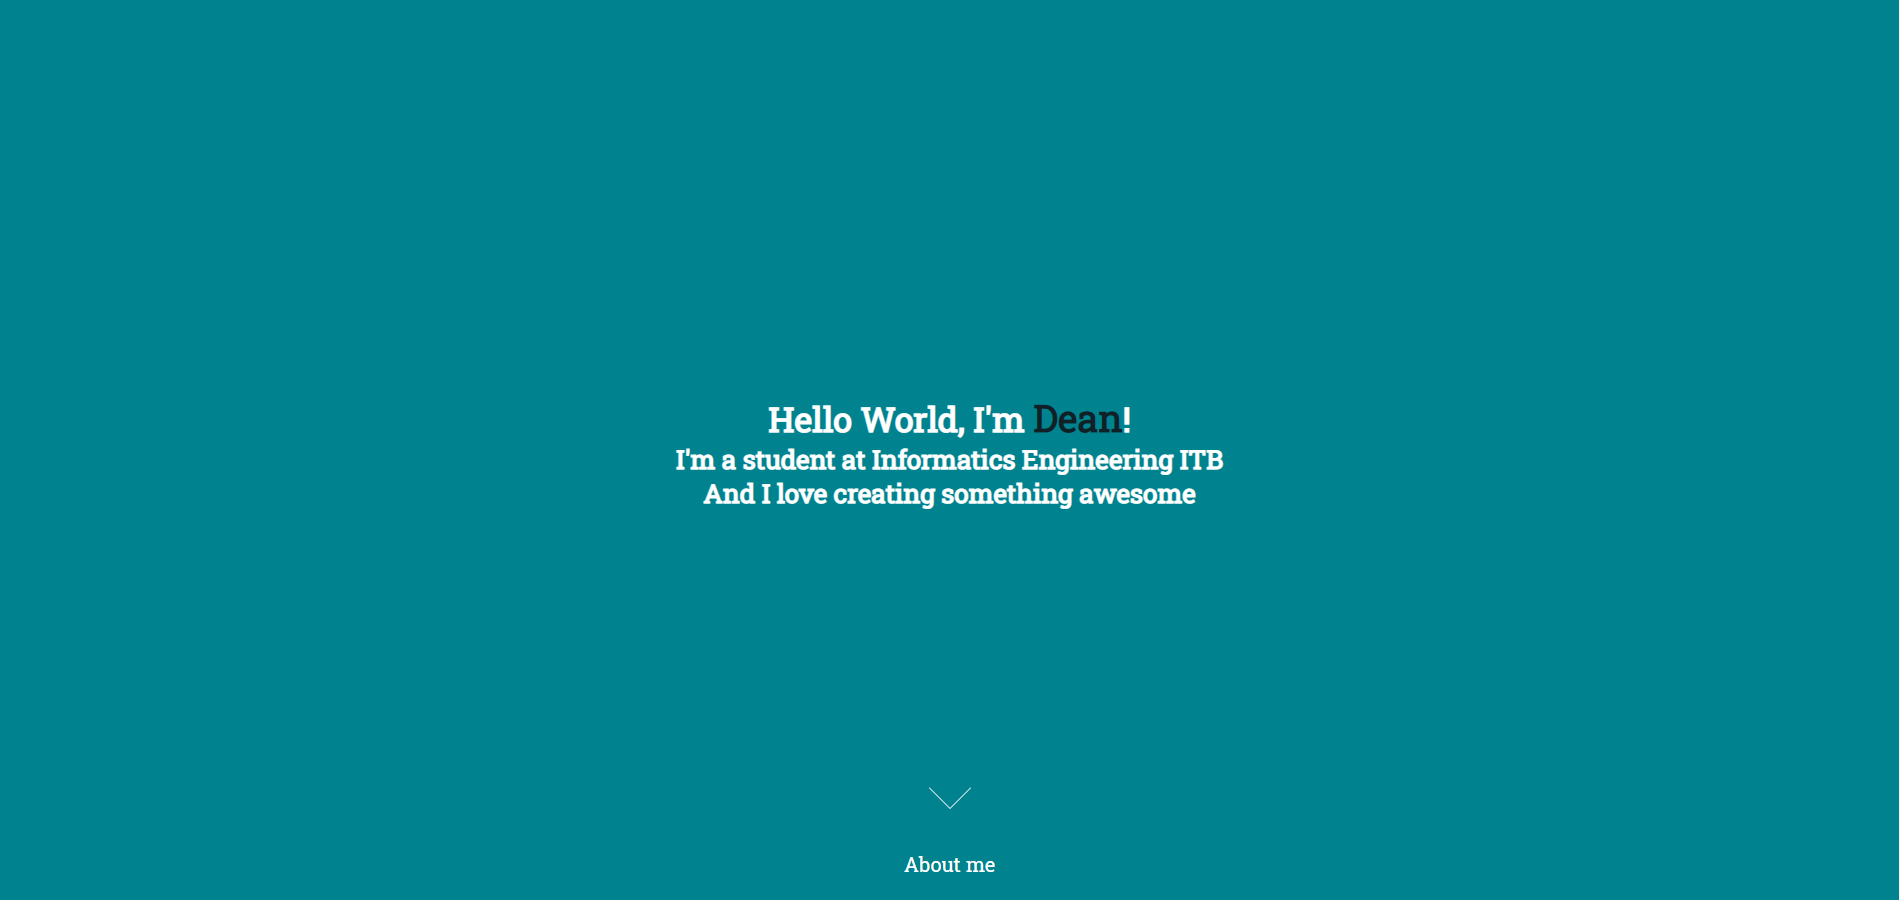 Hello World, I'm Dean!
I'm a student at Informatics Engineering ITB
And I love creating something awesome
About me